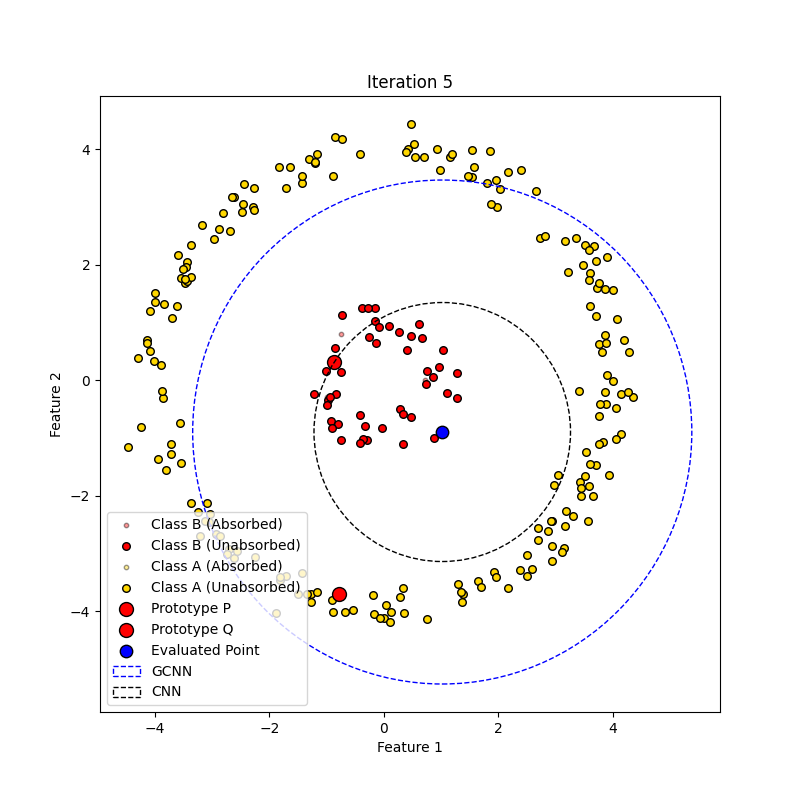 Iteration 5
Feature 2
4
2
0
−2
−4
Class B (Absorbed)
Class B (Unabsorbed)
Class A (Absorbed)
Class A (Unabsorbed)
Prototype P
Prototype Q
Evaluated Point
GCNN
CNN
−4 −2 0 2 4
Feature 1